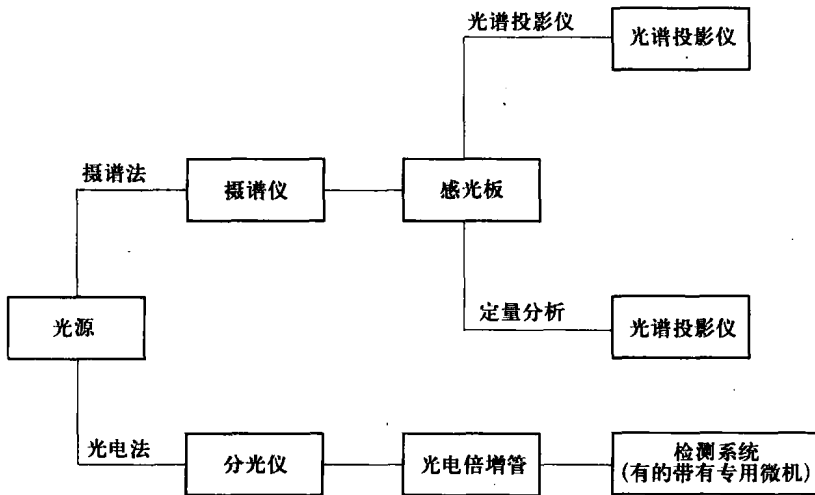 光谱投影仪
光谱投影仪
摄谱法
摄谱仪
感光板
光源
定量分析
光谱投影仪
光电法
分光仪
光电倍增管
检测系统
(有的带有专用微机)